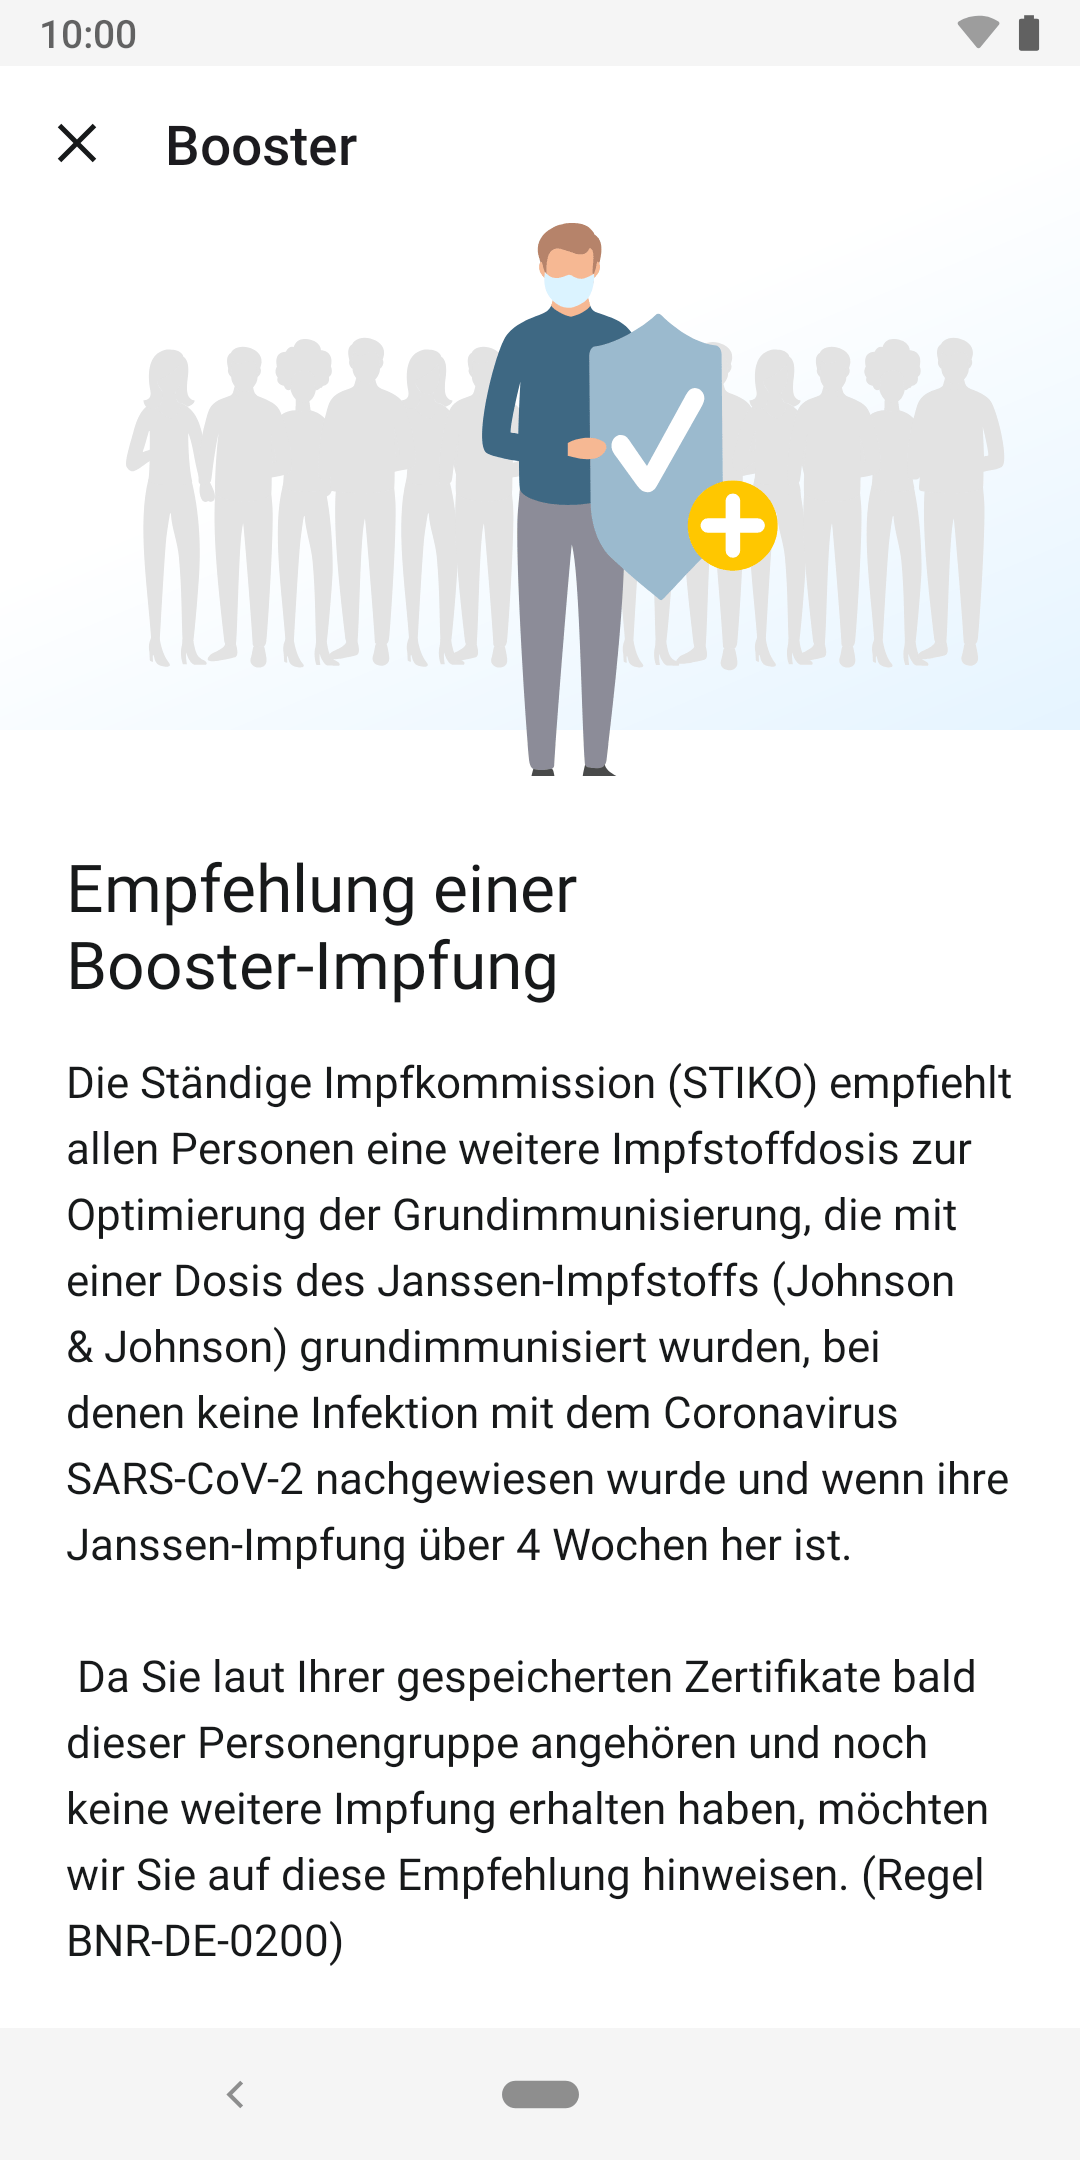 10:00
Booster
Empfehlung einer
Booster-Impfung
Die Ständige Impfkommission (STIKO) empfiehlt
allen Personen eine weitere Impfstoffdosis zur
Optimierung der Grundimmunisierung, die mit
einer Dosis des Janssen-Impfstoffs (Johnson
& Johnson) grundimmunisiert wurden, bei
denen keine Infektion mit dem Coronavirus
SARS-CoV-2 nachgewiesen wurde und wenn ihre
Janssen-Impfung über 4 Wochen her ist.
Da Sie laut Ihrer gespeicherten Zertifikate bald
dieser Personengruppe angehören und noch
keine weitere Impfung erhalten haben, möchten
wir Sie auf diese Empfehlung hinweisen. (Regel
BNR-DE-0200)